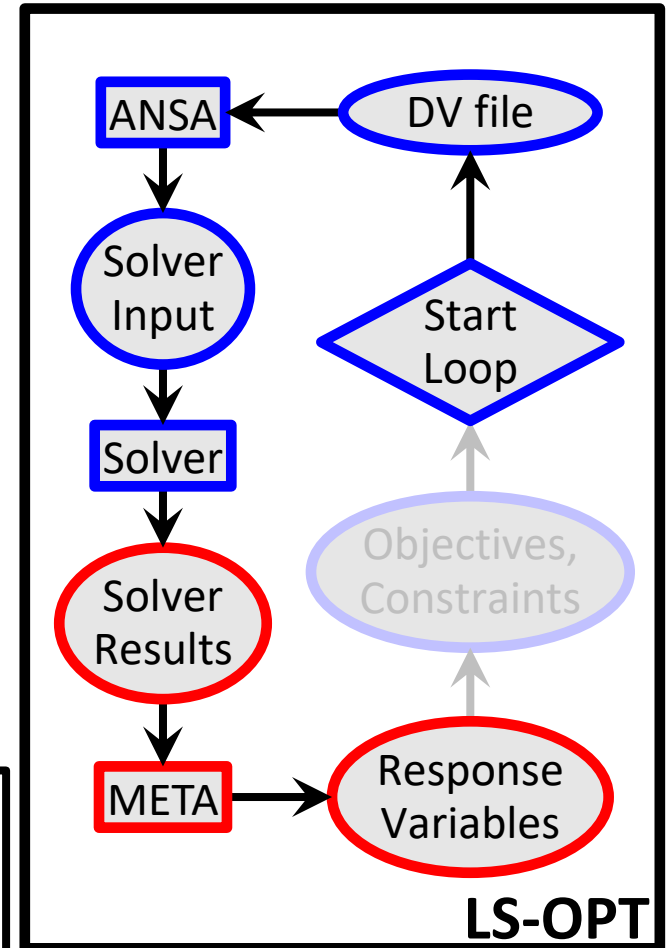 ANSA
DV file
Solver
Input
Start
Loop
Solver
Objectives,
Constraints
Solver
Results
META
Response
Variables
LS-OPT